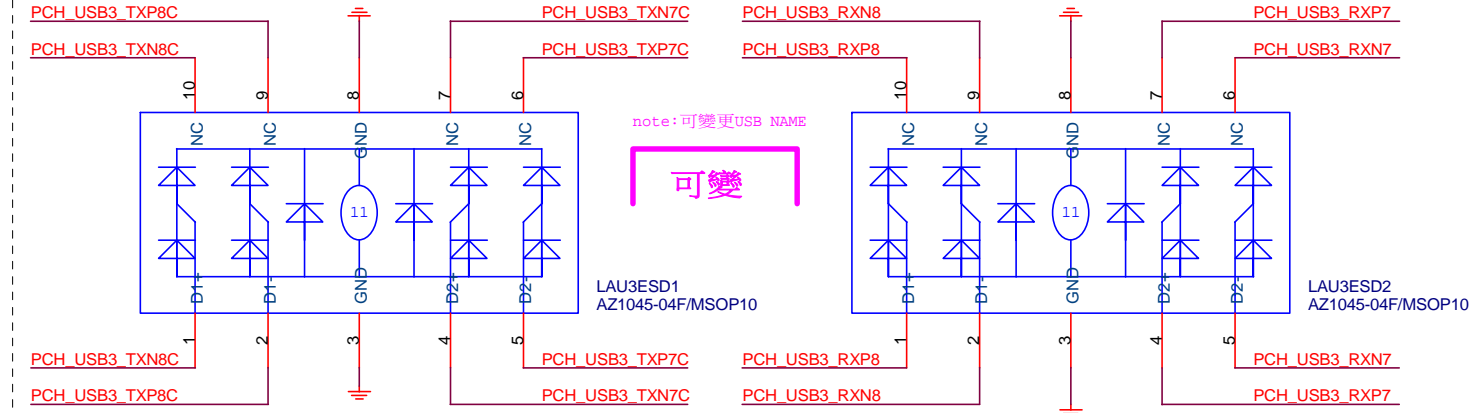 PCH_USB3_TXP8C
PCH_USB3_TXN7C
PCH_USB3_RXN8
PCH_USB3_RXP7
PCH_USB3_TXN8C
PCH_USB3_TXP7C
PCH_USB3_RXP8
PCH_USB3_RXN7
10 9 8 7 6
10 9 8 7 6
NC NC GND NC NC
NC NC GND NC NC
note:可變更USB NAME
可變
11
11
D1+ D1- GND D2+ D2-
D1+ D1- GND D2+ D2-
LAU3ESD1
AZ1045-04F/MSOP10
LAU3ESD2
AZ1045-04F/MSOP10
1 2 3 4 5
1 2 3 4 5
PCH_USB3_TXN8C
PCH_USB3_TXP7C
PCH_USB3_RXP8
PCH_USB3_RXN7
PCH_USB3_TXP8C
PCH_USB3_TXN7C
PCH_USB3_RXN8
PCH_USB3_RXP7